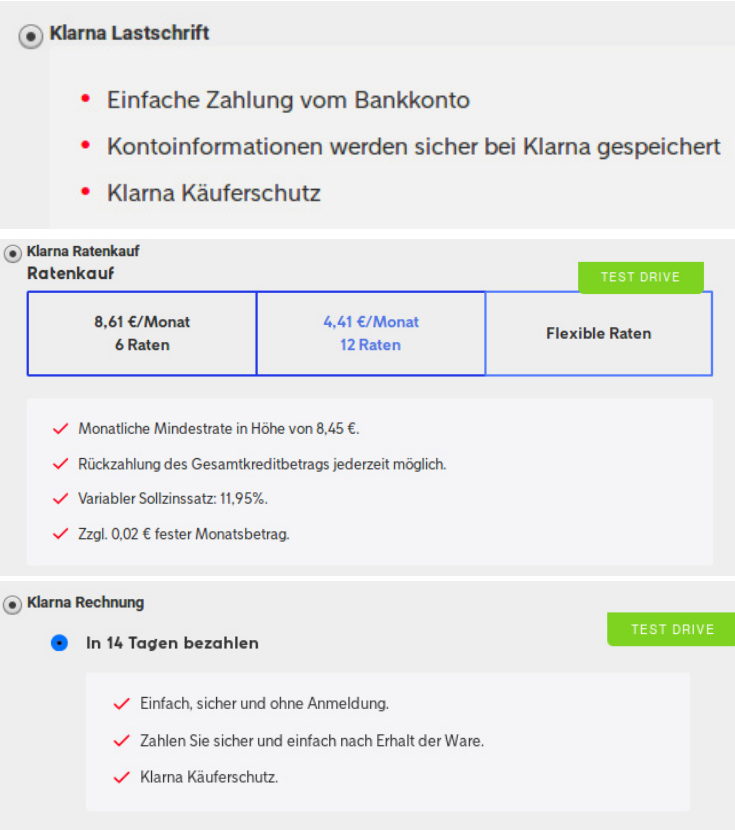 Klarna Lastschrift
Einfache Zahlung vom Bankkonto
Kontoinformationen werden sicher bei Klarna gespeichert
Klarna Käuferschutz
Klarna Ratenkauf
Ratenkauf
TEST DRIVE
8,61 €/Monat
6 Raten
4,41 €/Monat
12 Raten
Flexible Raten
Monatliche Mindestrate in Höhe von 8,45 €.
Rückzahlung des Gesamtkreditbetrags jederzeit möglich.
Variabler Sollzinssatz: 11,95%.
Zzgl. 0,02 € fester Monatsbetrag.
Klarna Rechnung
TEST DRIVE
In 14 Tagen bezahlen
Einfach, sicher und ohne Anmeldung.
Zahlen Sie sicher und einfach nach Erhalt der Ware.
Klarna Käuferschutz.